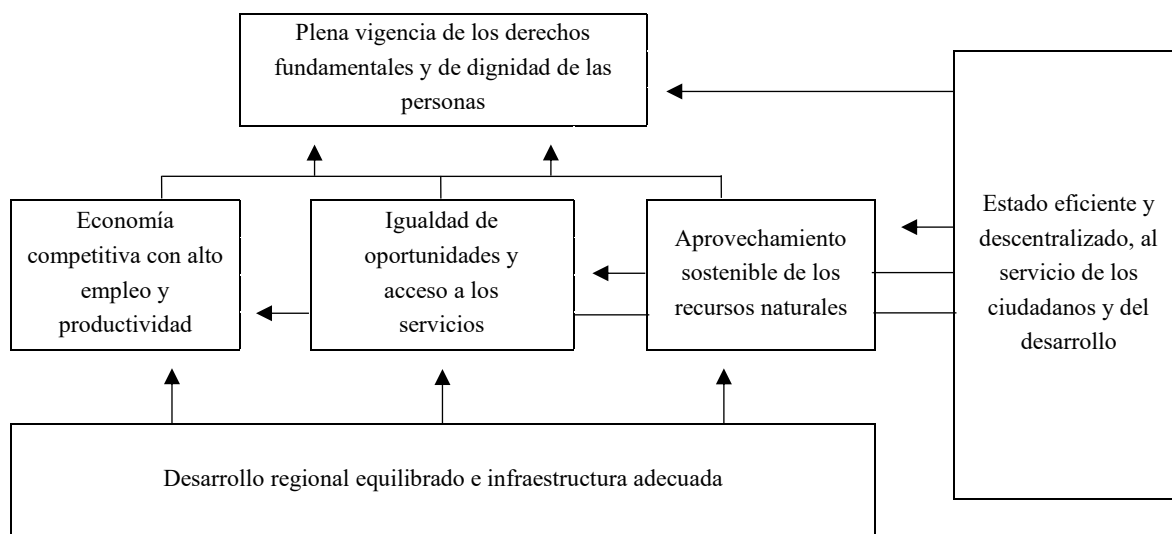 Plena vigencia de los derechos
fundamentales y de dignidad de las
personas
Economía
competitiva con alto
empleo y
productividad
Igualdad de
oportunidades y
acceso a los
servicios
Aprovechamiento
sostenible de los
recursos naturales
Estado eficiente y
descentralizado, al
servicio de los
ciudadanos y del
desarrollo
Desarrollo regional equilibrado e infraestructura adecuada